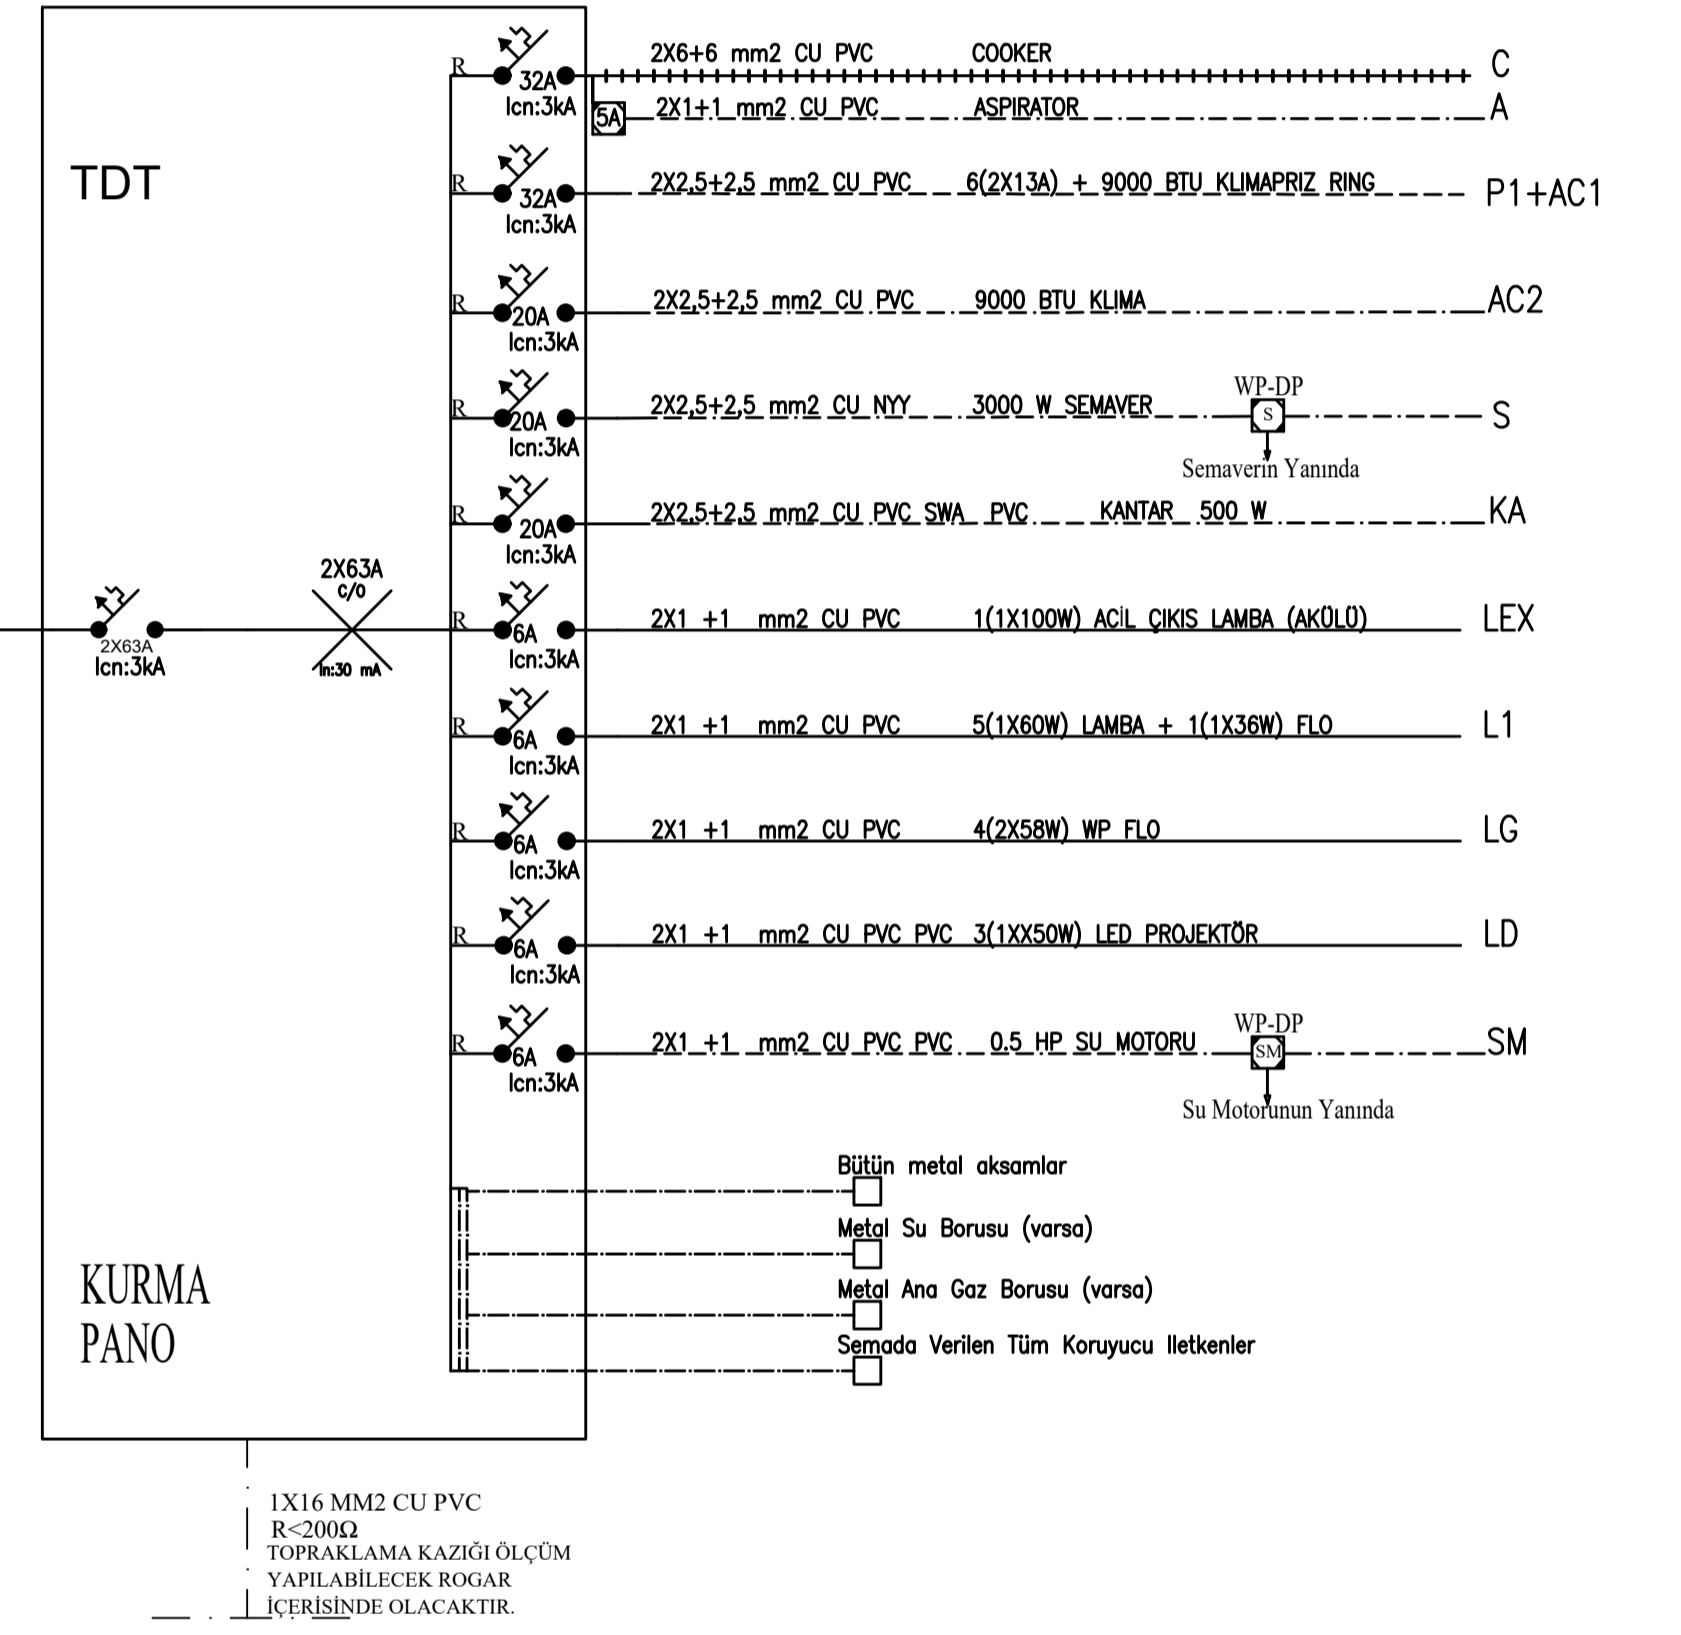 TDT
R
32A
Icn:3kA
2X6+6 mm2 CU PVC COOKER
C
5A
2X1+1 mm2 CU PVC ASPIRATOR
A
R
32A
Icn:3kA
2X2,5+2,5 mm2 CU PVC 6(2X13A) + 9000 BTU KLIMAPRIZ RING
P1+AC1
R
20A
Icn:3kA
2X2,5+2,5 mm2 CU PVC 9000 BTU KLIMA
AC2
R
20A
Icn:3kA
2X2,5+2,5 mm2 CU NYY 3000 W SEMAVER
WP-DP
S
Semaverin Yanında
S
R
20A
Icn:3kA
2X2,5+2,5 mm2 CU PVC SWA PVC KANTAR 500 W
KA
2X63A
Icn:3kA
2X63A
c/o
In:30 mA
R
6A
Icn:3kA
2X1 +1 mm2 CU PVC 1(1X100W) ACİL ÇIKIS LAMBA (AKÜLÜ)
LEX
R
6A
Icn:3kA
2X1 +1 mm2 CU PVC 5(1X60W) LAMBA + 1(1X36W) FLO
L1
R
6A
Icn:3kA
2X1 +1 mm2 CU PVC 4(2X58W) WP FLO
LG
R
6A
Icn:3kA
2X1 +1 mm2 CU PVC PVC 3(1XX50W) LED PROJEKTÖR
LD
R
6A
Icn:3kA
2X1 +1 mm2 CU PVC PVC 0.5 HP SU MOTORU
WP-DP
SM
Su Motorunun Yanında
SM
Bütün metal aksamlar
Metal Su Borusu (varsa)
Metal Ana Gaz Borusu (varsa)
Semada Verilen Tüm Koruyucu Iletkenler
KURMA
PANO
1X16 MM2 CU PVC
R<200Ω
TOPRAKLAMA KAZIĞI ÖLÇÜM
YAPILABİLECEK ROGAR
İÇERİSİNDE OLACAKTIR.